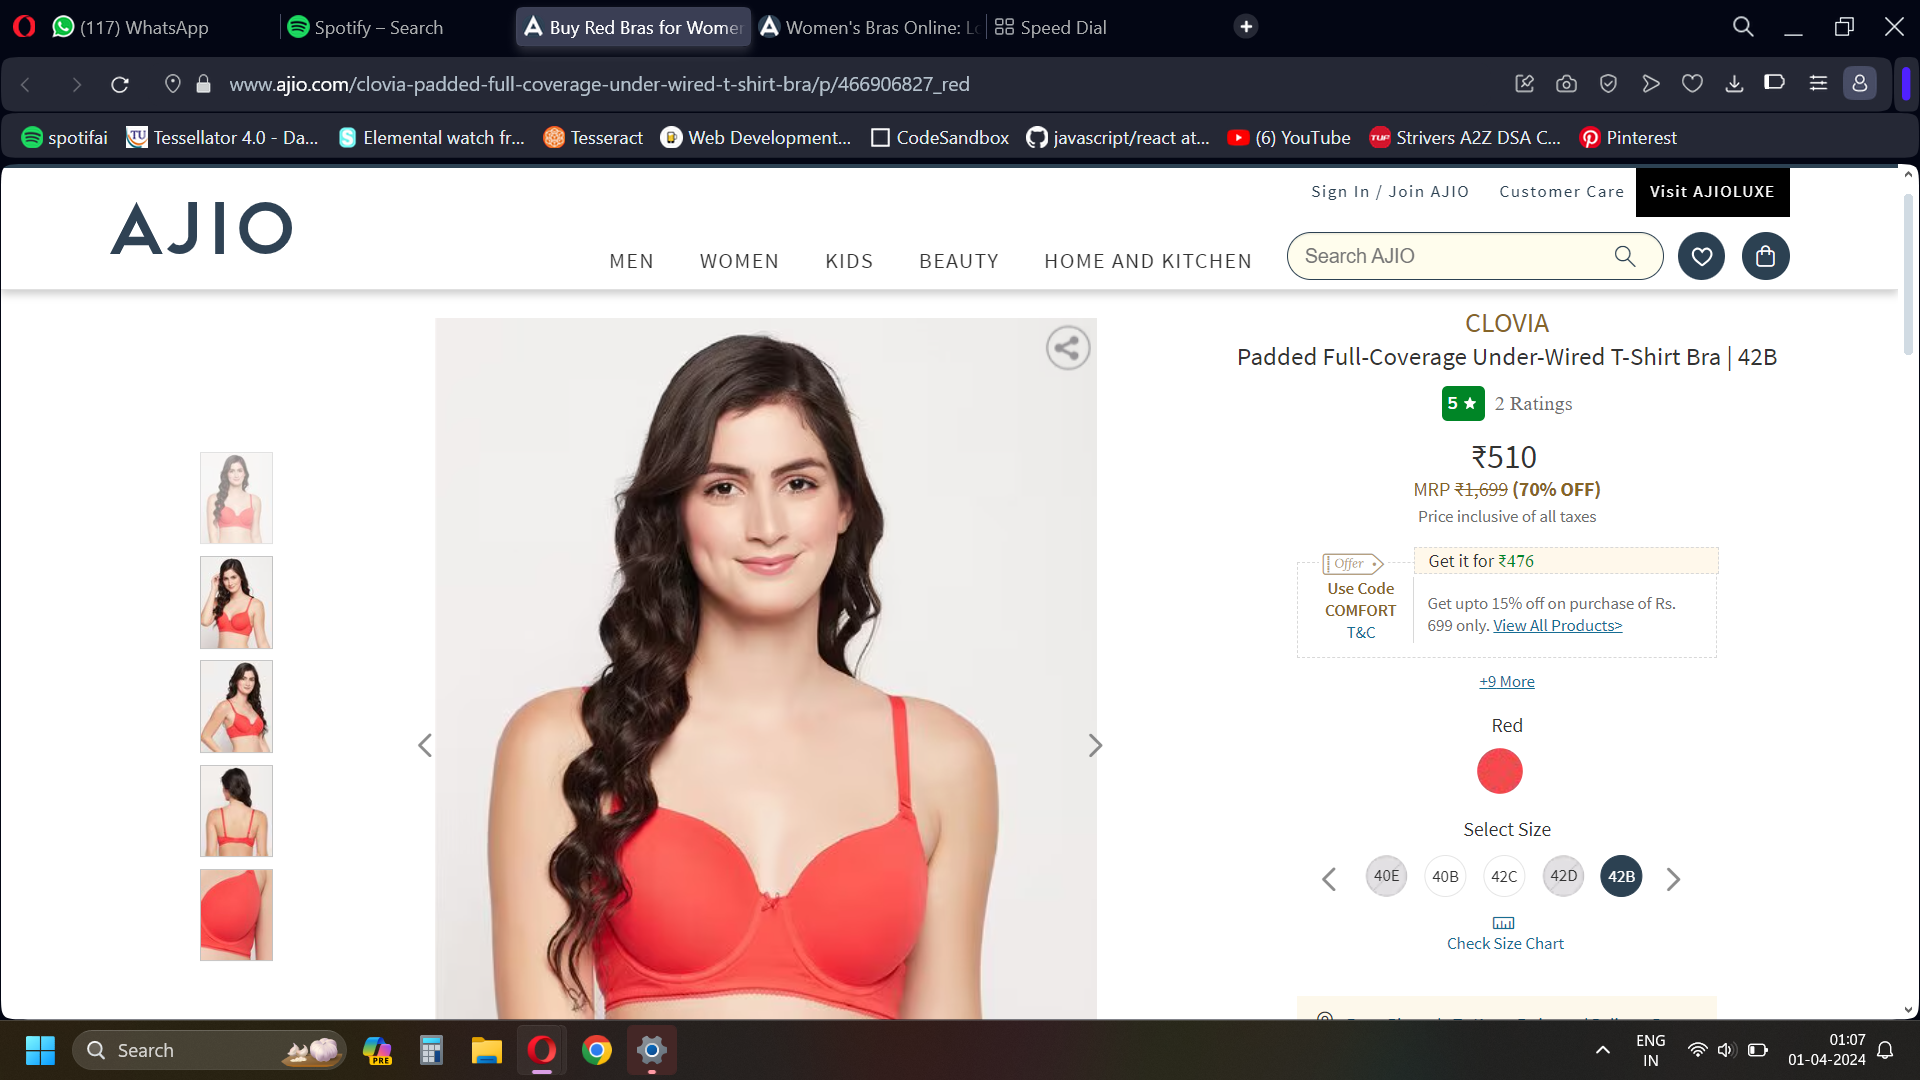 (117) WhatsApp
Spotify – Search
Buy Red Bras for Women
Women's Bras Online:
Speed Dial
www.ajio.com/clovia-padded-full-coverage-under-wired-t-shirt-bra/p/466906827_red
spotifai
Tessellator 4.0 - Da...
Elemental watch fr...
Tesseract
Web Development...
CodeSandbox
javascript/react at...
(6) YouTube
TUF
Strivers A2Z DSA C...
Pinterest
Sign In / Join AJIO
Customer Care
Visit AJIOLUXE
AJIO
MEN
WOMEN
KIDS
BEAUTY
HOME AND KITCHEN
Search AJIO
CLOVIA
Padded Full-Coverage Under-Wired T-Shirt Bra | 42B
5 ★ 2 Ratings
₹510
MRP ₹1,699 (70% OFF)
Price inclusive of all taxes
Offer
Get it for ₹476
Use Code
COMFORT
T&C
Get upto 15% off on purchase of Rs.
699 only. View All Products>
+9 More
Red
Select Size
40E
40B
42C
42D
42B
Check Size Chart
Search
PRE
ENG
IN
01:07
01-04-2024